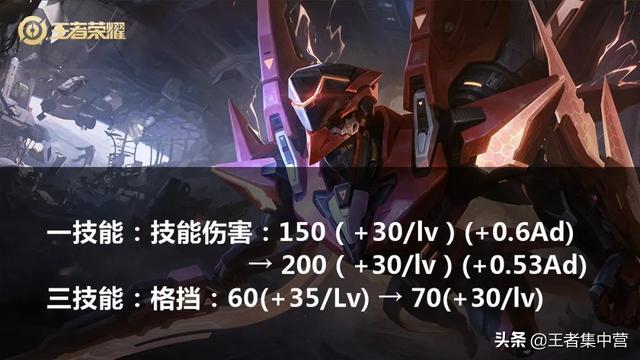 王者荣耀
一技能：技能伤害：150（+30/lv）(+0.6Ad)
→ 200（+30/lv）(+0.53Ad)
三技能：格挡：60(+35/Lv) → 70(+30/lv)
头条 @王者集中营